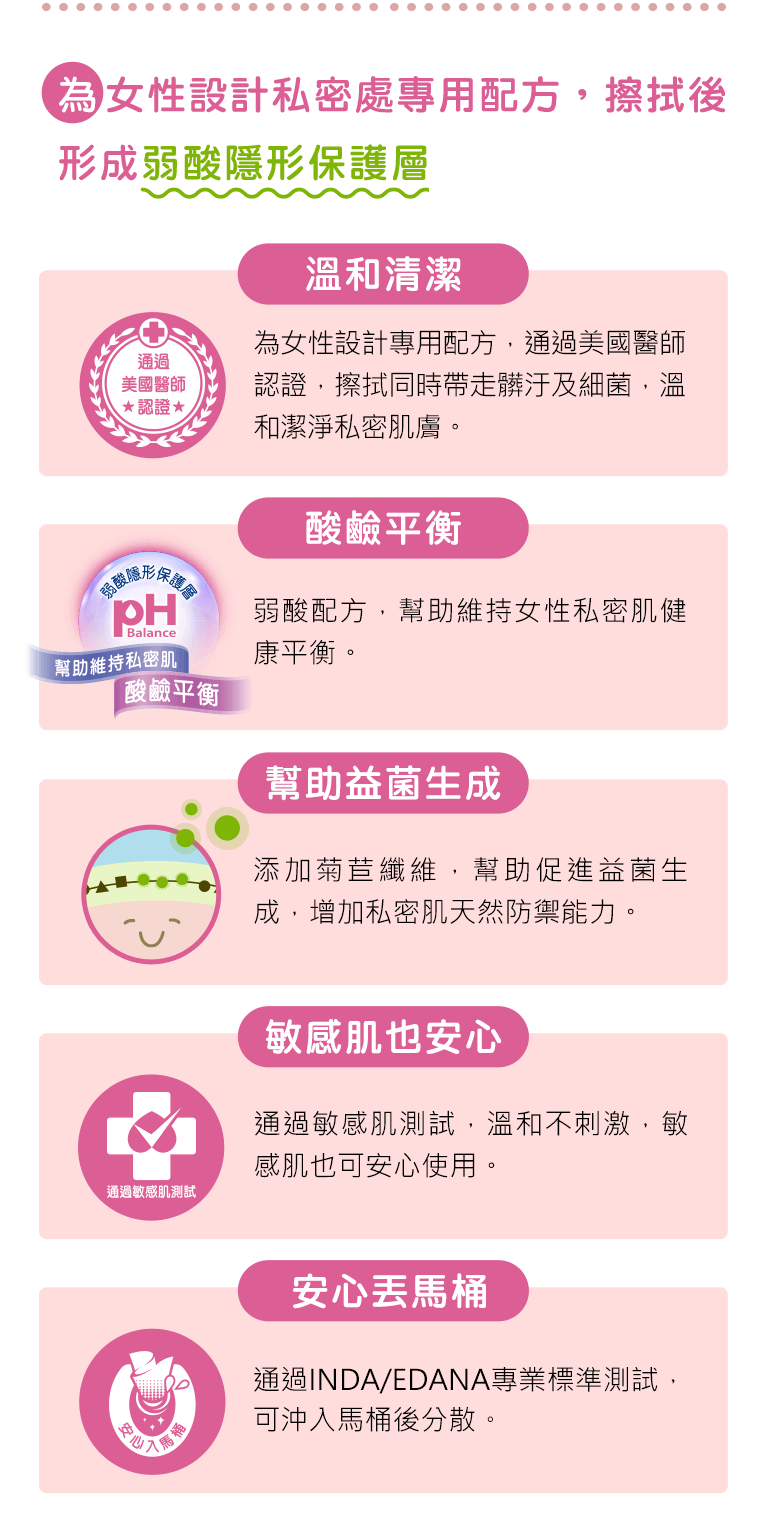 為女性設計私密處專用配方，擦拭後
形成弱酸隱形保護層
溫和清潔
通過
美國醫師
★認證★
為女性設計專用配方，通過美國醫師
認證，擦拭同時帶走髒汙及細菌，溫
和潔淨私密肌膚。
酸鹼平衡
弱酸隱形保護層
pH
Balance
幫助維持私密肌
酸鹼平衡
弱酸配方，幫助維持女性私密肌健
康平衡。
幫助益菌生成
添加菊苣纖維，幫助促進益菌生
成，增加私密肌天然防禦能力。
敏感肌也安心
通過敏感肌測試
通過敏感肌測試，溫和不刺激，敏
感肌也可安心使用。
安心丟馬桶
安心入馬桶
通過INDA/EDANA專業標準測試，
可沖入馬桶後分散。